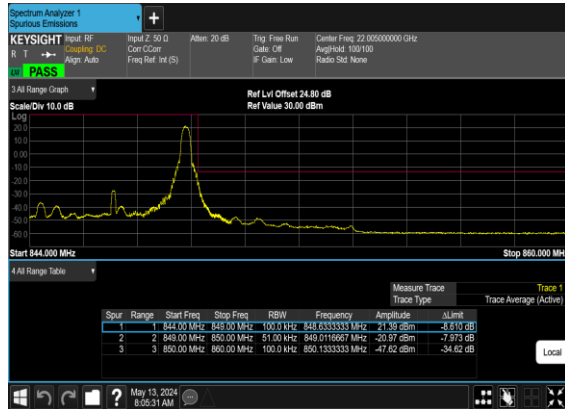 Spectrum Analyzer 1
Spurious Emissions
+
KEYSIGHT Input: RF Input Z: 50 Ω Atten: 20 dB Trig: Free Run Center Freq: 22.005000000 GHz
R T Coupling: DC Corr CCorr Gate: Off Avg|Hold: 100/100
Align: Auto Freq Ref: Int (S) IF Gain: Low Radio Std: None
PASS
3 All Range Graph
Ref Lvl Offset 24.80 dB
Scale/Div 10.0 dB Ref Value 30.00 dBm
Log
20.0
10.0
0.00
-10.0
-20.0
-30.0
-40.0
-50.0
-60.0
Start 844.000 MHz Stop 860.000 MH
4 All Range Table
Measure Trace Trace 1
Trace Type Trace Average (Active)
Spur Range Start Freq Stop Freq RBW Frequency Amplitude ΔLimit
1 1 844.00 MHz 849.00 MHz 100.0 kHz 848.6333333 MHz 21.39 dBm -8.610 dB
2 2 849.00 MHz 850.00 MHz 51.00 kHz 849.0116667 MHz -20.97 dBm -7.973 dB
3 3 850.00 MHz 860.00 MHz 100.0 kHz 850.1333333 MHz -47.62 dBm -34.62 dB
Local
?
May 13, 2024
8:05:31 AM